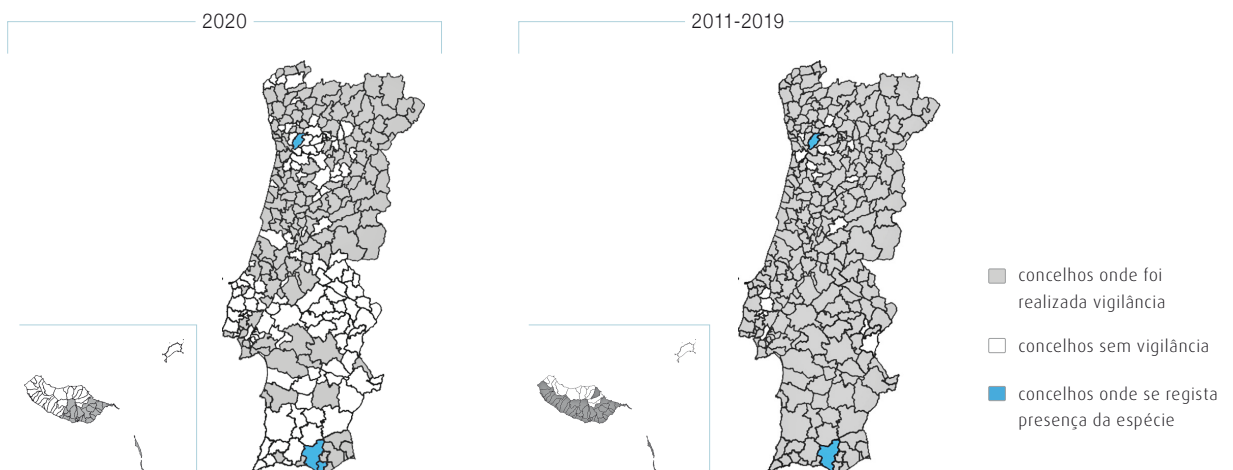 2020
2011-2019
concelhos onde foi
realizada vigilância
concelhos sem vigilância
concelhos onde se regista
presença da espécie